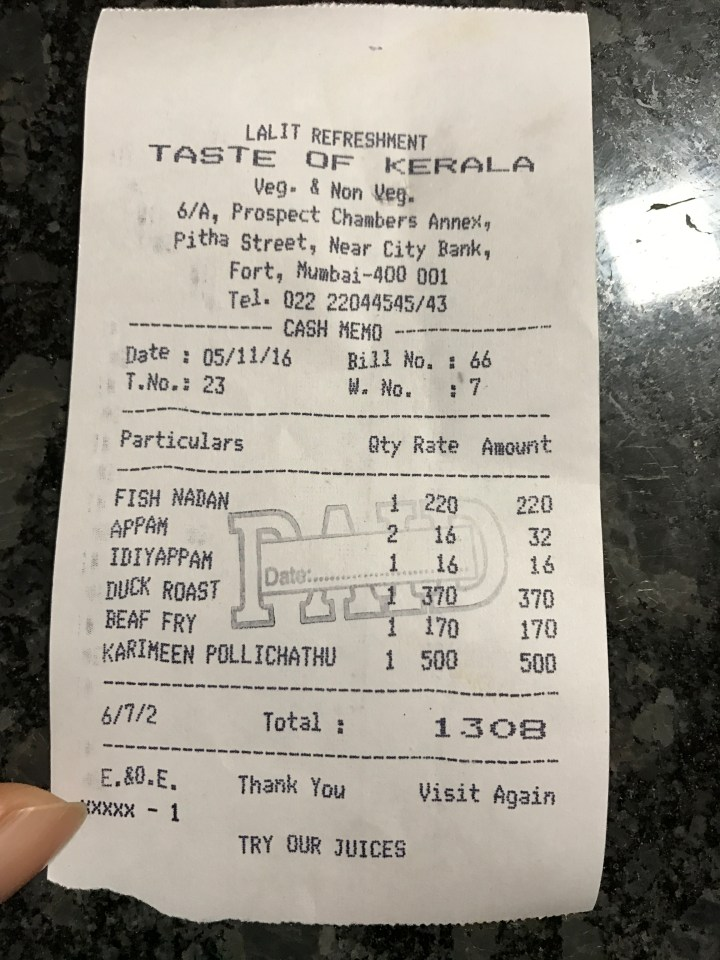 LALIT REFRESHMENT
TASTE OF KERALA
Veg. & Non Veg.
6/A, Prospect Chambers Annex,
Pitha Street, Near City Bank,
Fort, Mumbai-400 001
Tel. 022 22044545/43
------------- CASH MEMO --------------
Date : 05/11/16 Bill No. : 66
T.No.: 23 W. No. : 7
Particulars Qty Rate Amount
FISH NADAN 1 220 220
APPAM 2 16 32
IDIYAPPAM 1 16 16
DUCK ROAST 1 370 370
BEAF FRY 1 170 170
KARIMEEN POLLICHATHU 1 500 500
PAID
Date:....................
6/7/2 Total : 1308
E.&O.E. Thank You Visit Again
XXXXX - 1
TRY OUR JUICES